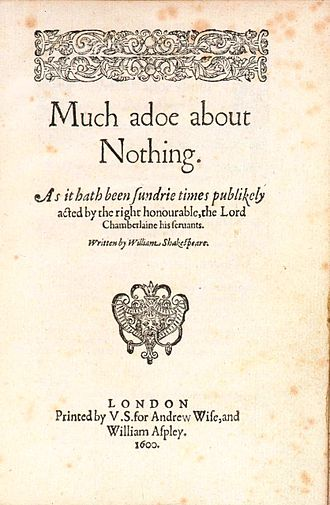 Much adoe about
Nothing.
As it hath been sundrie times publikely
acted by the right honourable, the Lord
Chamberlaine his seruants.
Written by William Shakespeare.
LONDON
Printed by V.S. for Andrew Wise, and
William Aspley.
1600.